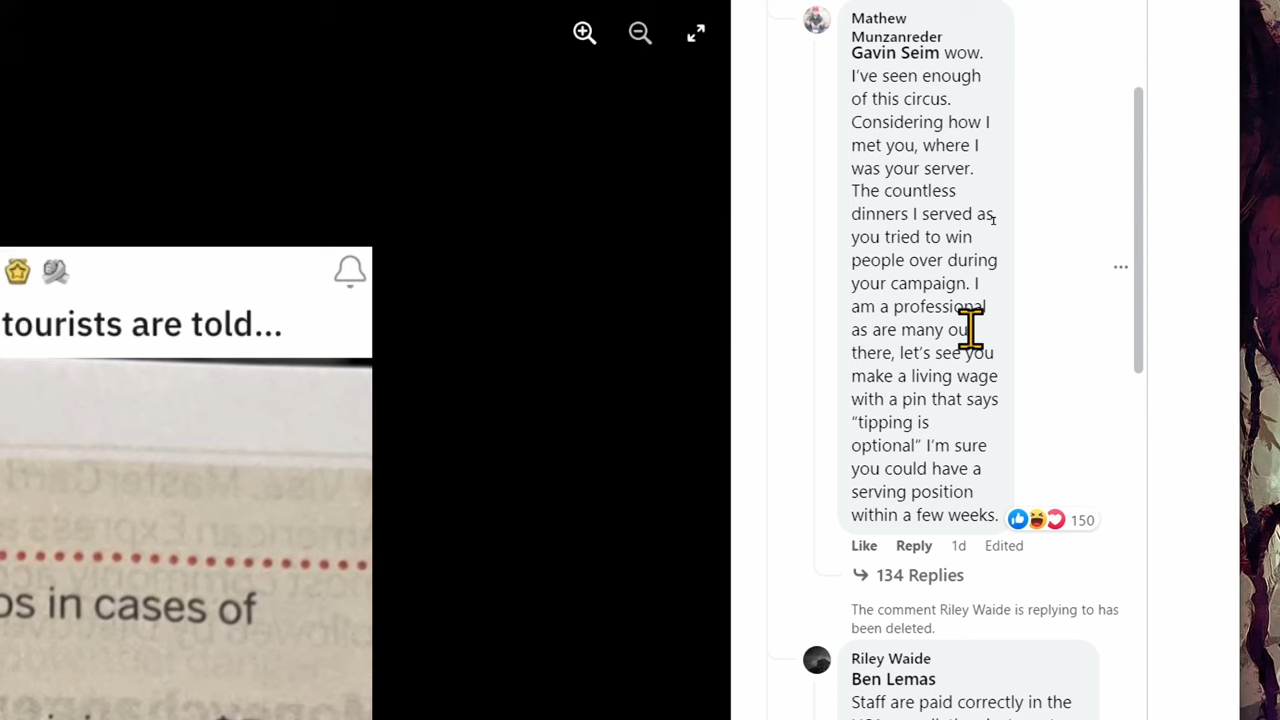 tourists are told...
in cases of
Mathew
Munzanreder
Gavin Seim wow.
I've seen enough
of this circus.
Considering how I
met you, where I
was your server.
The countless
dinners I served as
you tried to win
people over during
your campaign. I
am a professional
as are many
there, let's see you
make a living wage
with a pin that says
“tipping is
optional” I'm sure
you could have a
serving position
within a few weeks.
150
Like Reply 1d Edited
134 Replies
The comment Riley Waide is replying to has
been deleted.
Riley Waide
Ben Lemas
Staff are paid correctly in the